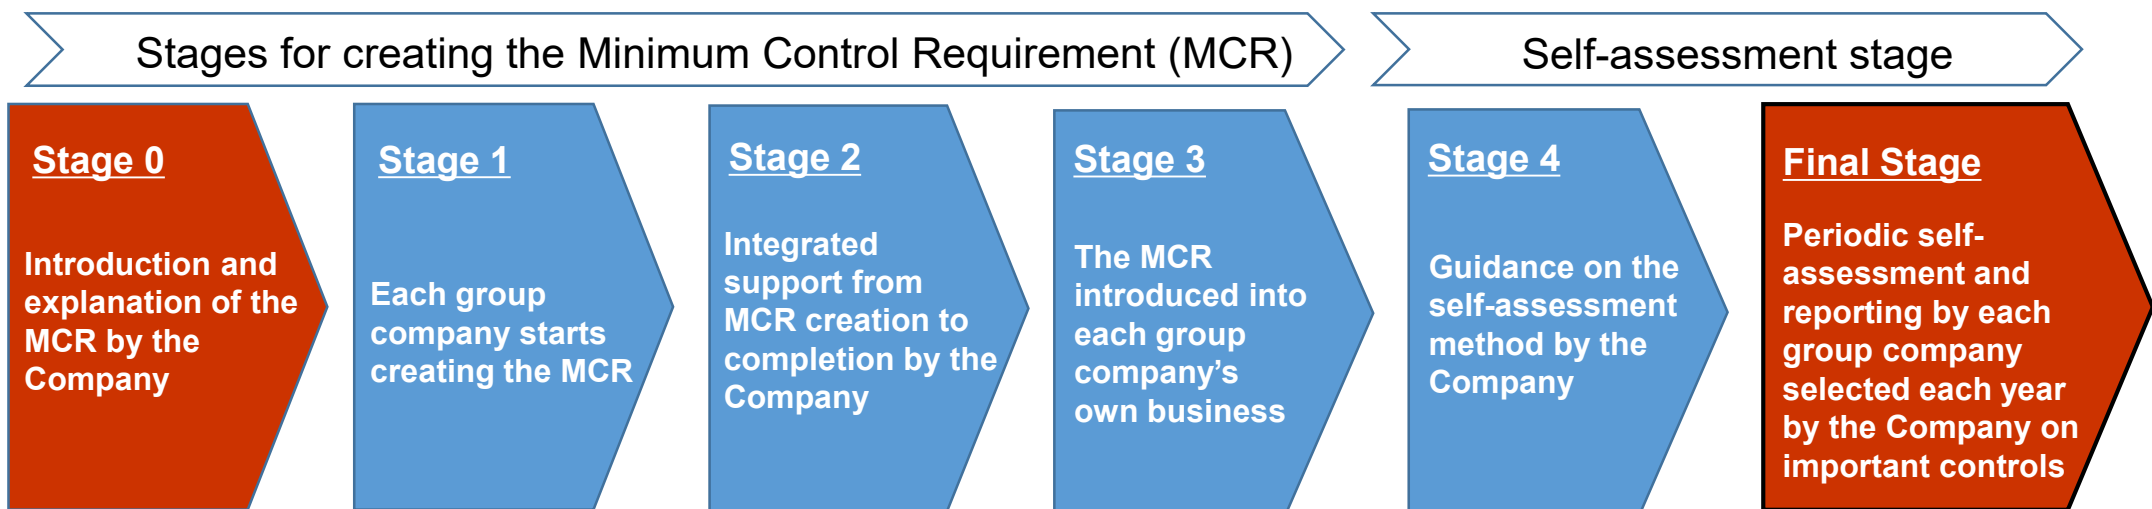 Stages for creating the Minimum Control Requirement (MCR)
Self-assessment stage
Stage 0
Introduction and
explanation of the
MCR by the
Company
Stage 1
Each group
company starts
creating the MCR
Stage 2
Integrated
support from
MCR creation to
completion by the
Company
Stage 3
The MCR
introduced into
each group
company’s
own business
Stage 4
Guidance on the
self-assessment
method by the
Company
Final Stage
Periodic self-
assessment and
reporting by each
group company
selected each year
by the Company on
important controls